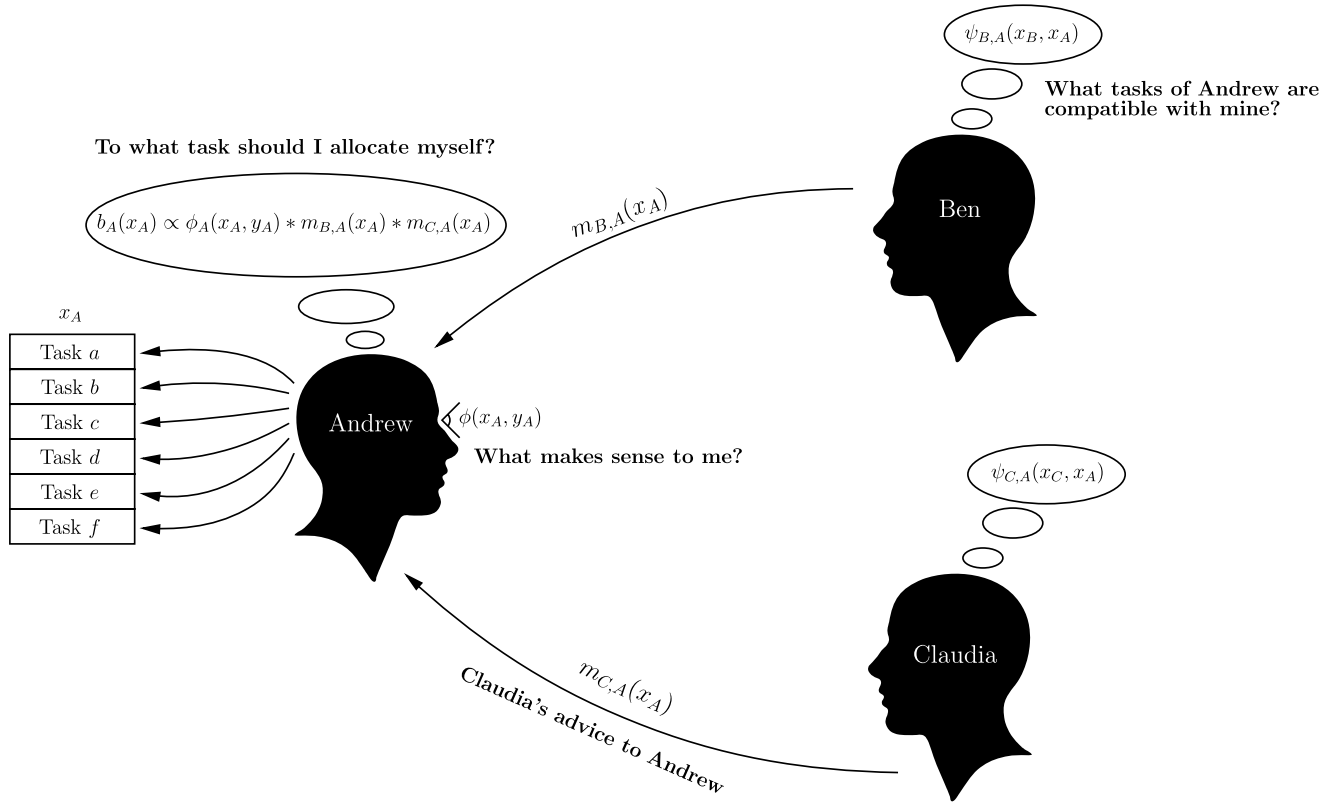 ψ_{B,A}(x_B, x_A)
What tasks of Andrew are
compatible with mine?
To what task should I allocate myself?
b_A(x_A) ∝ ϕ_A(x_A, y_A) ∗ m_{B,A}(x_A) ∗ m_{C,A}(x_A)
m_{B,A}(x_A)
Ben
x_A
Task a
Task b
Task c
Task d
Task e
Task f
Andrew
ϕ(x_A, y_A)
What makes sense to me?
ψ_{C,A}(x_C, x_A)
Claudia
m_{C,A}(x_A)
Claudia's advice to Andrew